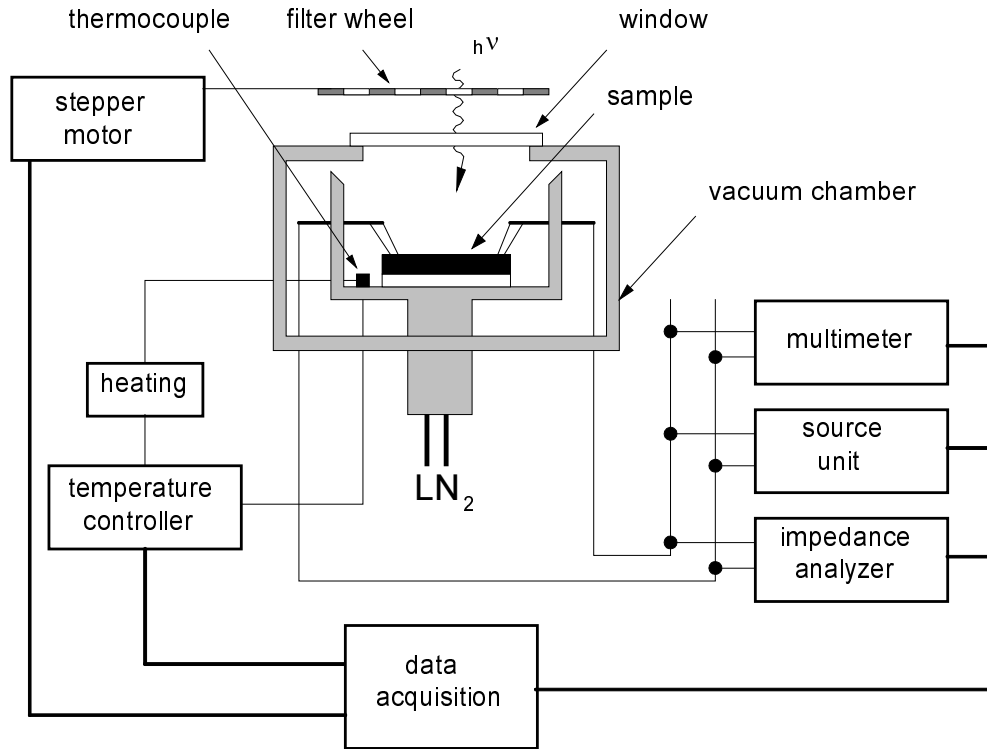 thermocouple
filter wheel
window
hν
stepper
motor
sample
vacuum chamber
multimeter
heating
source
unit
temperature
controller
LN2
impedance
analyzer
data
acquisition